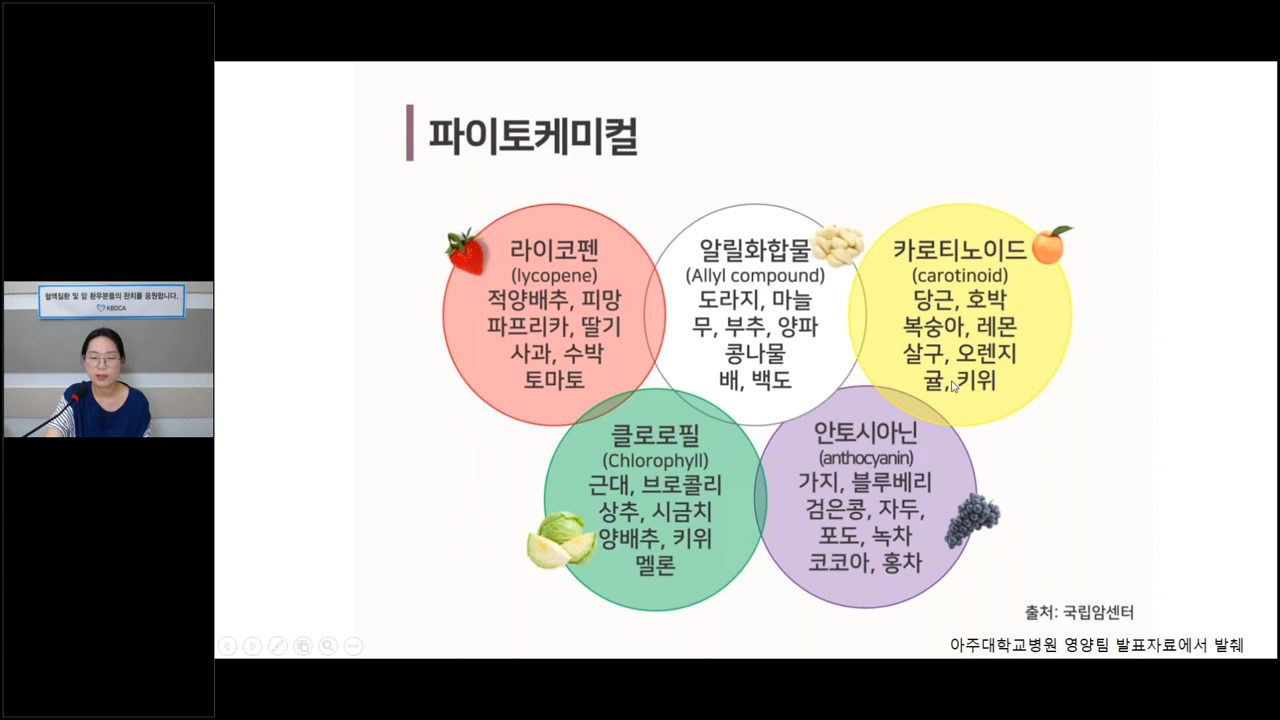 혈액질환 및 암 환우분들의 완치를 응원합니다.
KBDCA
파이토케미컬
라이코펜
(lycopene)
적양배추, 피망
파프리카, 딸기
사과, 수박
토마토
알릴화합물
(Allyl compound)
도라지, 마늘
무, 부추, 양파
콩나물
배, 백도
카로티노이드
(carotinoid)
당근, 호박
복숭아, 레몬
살구, 오렌지
귤, 키위
클로로필
(Chlorophyll)
근대, 브로콜리
상추, 시금치
양배추, 키위
멜론
안토시아닌
(anthocyanin)
가지, 블루베리
검은콩, 자두,
포도, 녹차
코코아, 홍차
출처: 국립암센터
아주대학교병원 영양팀 발표자료에서 발췌